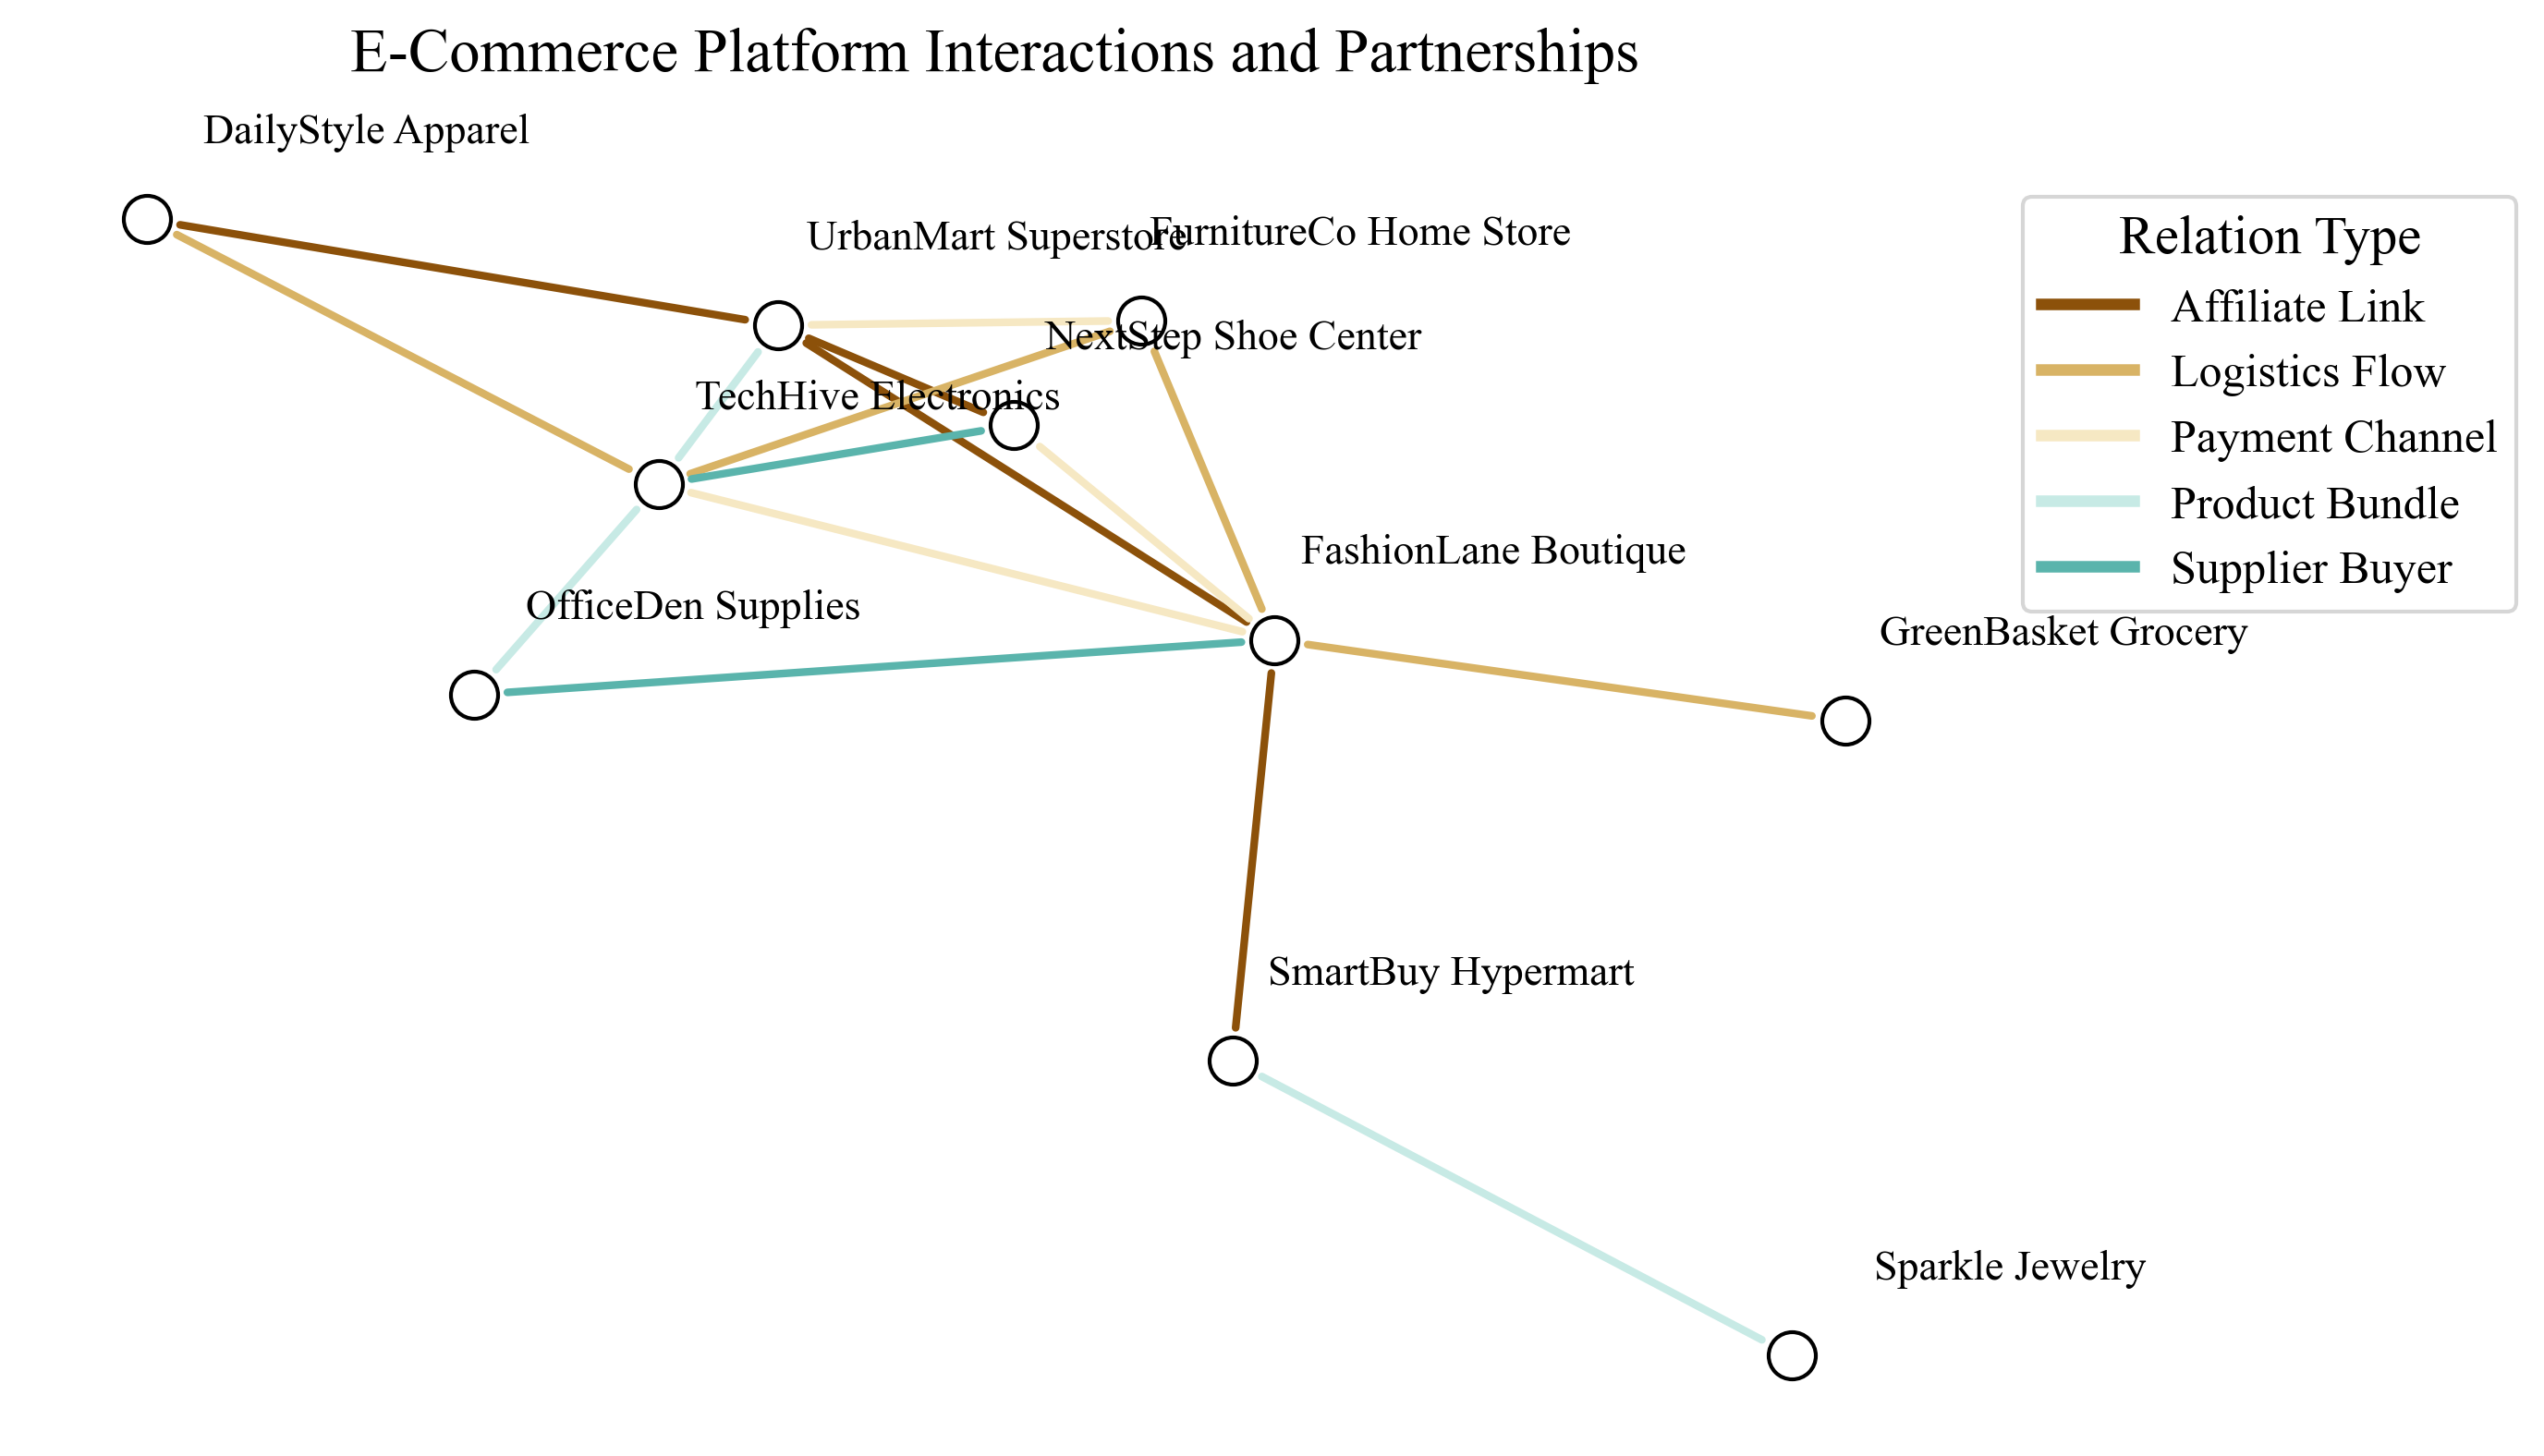 E-Commerce Platform Interactions and Partnerships
DailyStyle Apparel
UrbanMart Superstore
FurnitureCo Home Store
NextStep Shoe Center
TechHive Electronics
FashionLane Boutique
OfficeDen Supplies
GreenBasket Grocery
SmartBuy Hypermart
Sparkle Jewelry
Relation Type
Affiliate Link
Logistics Flow
Payment Channel
Product Bundle
Supplier Buyer